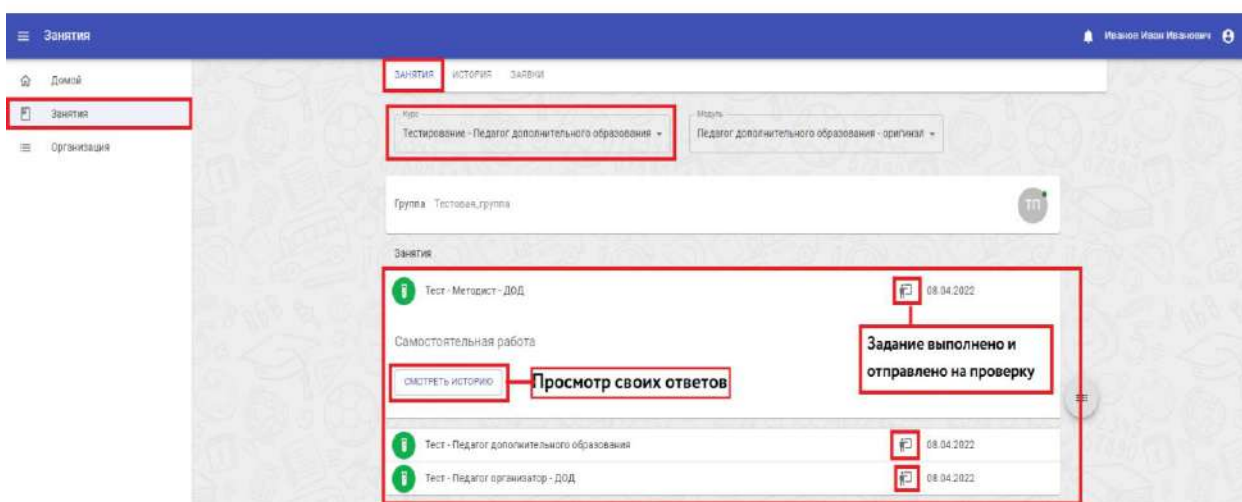 Занятия
Иванов Иван Иванович
Домой
Занятия
Организация
ЗАНЯТИЯ ИСТОРИЯ ЗАЯВКИ
Курс
Тестирование - Педагог дополнительного образования
Модуль
Педагог дополнительного образования - оригинал
Группа Тестовая_группа
ТП
Занятия
Тест - Методист - ДОД 08.04.2022
Самостоятельная работа
Задание выполнено и
отправлено на проверку
СМОТРЕТЬ ИСТОРИЮ Просмотр своих ответов
Тест - Педагог дополнительного образования 08.04.2022
Тест - Педагог организатор - ДОД 08.04.2022